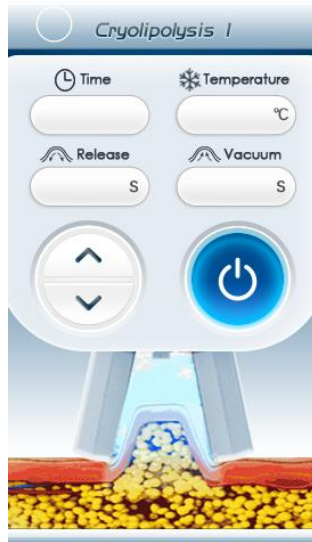 Cryolipolysis I
Time
Temperature
°C
Release
Vacuum
S
S